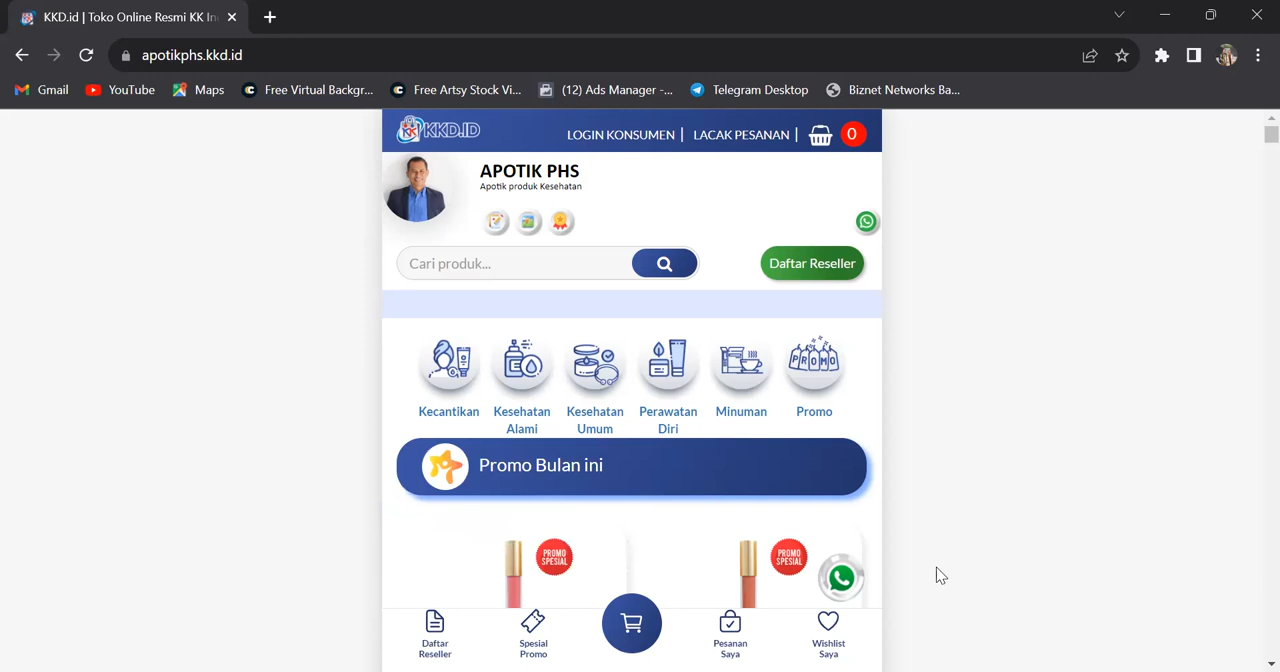 KKD.id | Toko Online Resmi KK In
apotikphs.kkd.id
Gmail
YouTube
Maps
Free Virtual Backgr...
Free Artsy Stock Vi...
(12) Ads Manager -...
Telegram Desktop
Biznet Networks Ba...
KKD.ID
LOGIN KONSUMEN |
LACAK PESANAN |
0
APOTIK PHS
Apotik produk Kesehatan
Cari produk...
Daftar Reseller
PROMO
Kecantikan
Kesehatan
Alami
Kesehatan
Umum
Perawatan
Diri
Minuman
Promo
Promo Bulan ini
PROMO
SPESIAL
PROMO
SPESIAL
Daftar
Reseller
Spesial
Promo
Pesanan
Saya
Wishlist
Saya